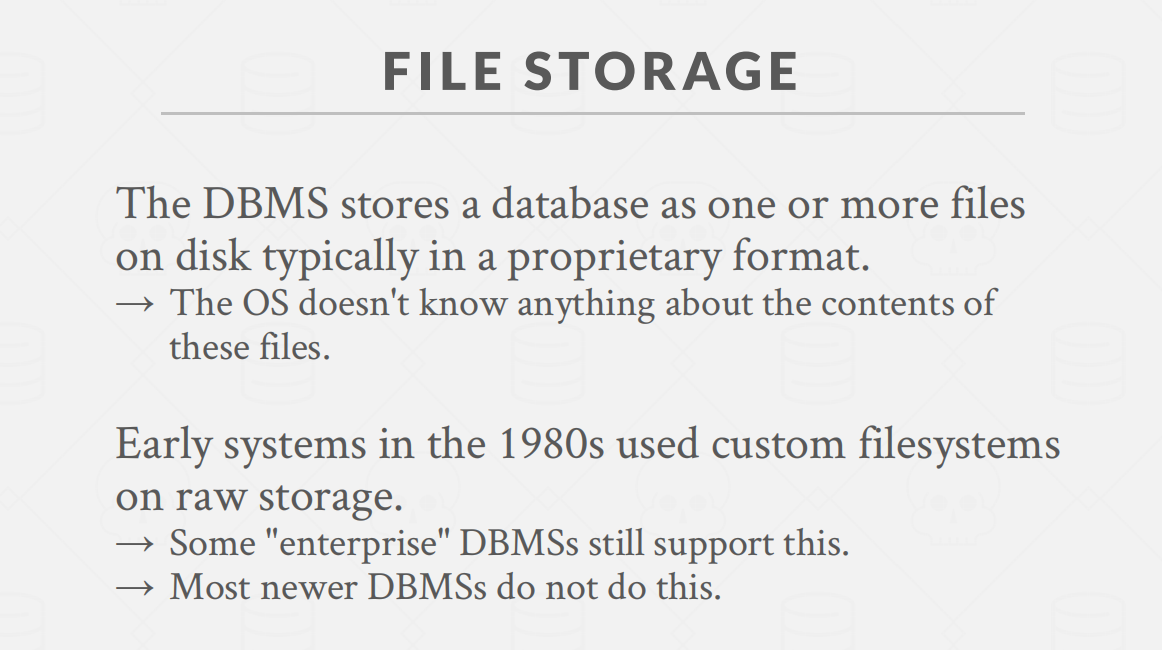 FILE STORAGE
The DBMS stores a database as one or more files
on disk typically in a proprietary format.
→ The OS doesn't know anything about the contents of
these files.
Early systems in the 1980s used custom filesystems
on raw storage.
→ Some "enterprise" DBMSs still support this.
→ Most newer DBMSs do not do this.